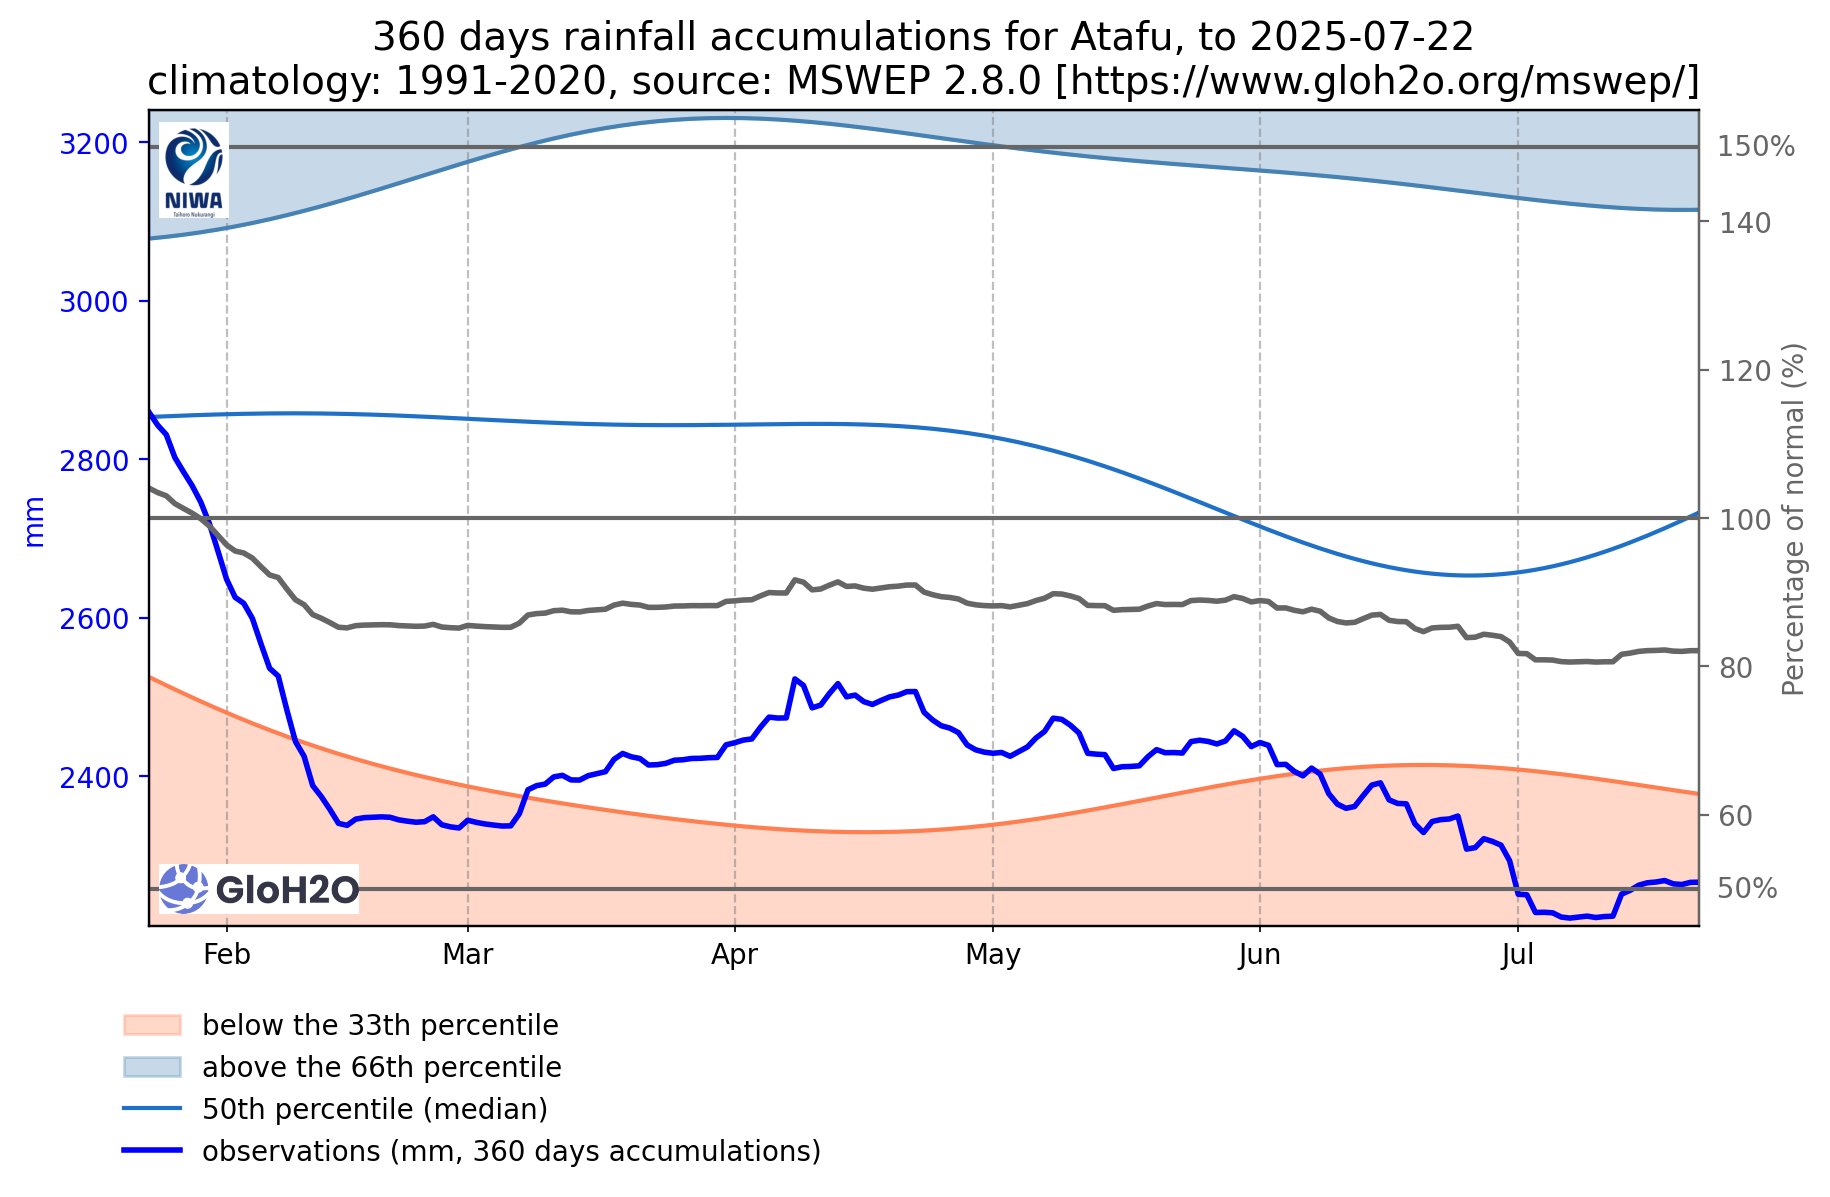 360 days rainfall accumulations for Atafu, to 2025-07-22
climatology: 1991-2020, source: MSWEP 2.8.0 [https://www.gloh2o.org/mswep/]
3200
3000
2800
2600
2400
mm
150%
140
120
100
80
60
50%
Percentage of normal (%)
NIWA
Taihoro Nukurangi
GloH2O
Feb
Mar
Apr
May
Jun
Jul
below the 33th percentile
above the 66th percentile
50th percentile (median)
observations (mm, 360 days accumulations)